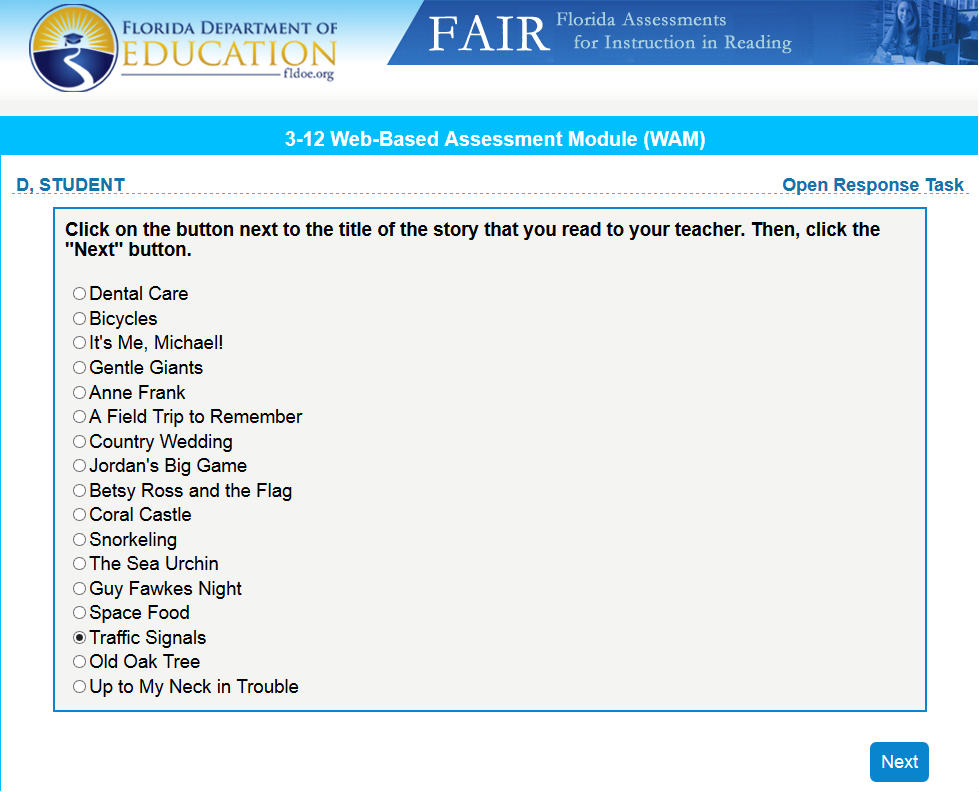 FLORIDA DEPARTMENT OF
EDUCATION
fldoe.org
FAIR
Florida Assessments
for Instruction in Reading
3-12 Web-Based Assessment Module (WAM)
D, STUDENT
Open Response Task
Click on the button next to the title of the story that you read to your teacher. Then, click the
"Next" button.
Dental Care
Bicycles
It's Me, Michael!
Gentle Giants
Anne Frank
A Field Trip to Remember
Country Wedding
Jordan's Big Game
Betsy Ross and the Flag
Coral Castle
Snorkeling
The Sea Urchin
Guy Fawkes Night
Space Food
Traffic Signals
Old Oak Tree
Up to My Neck in Trouble
Next